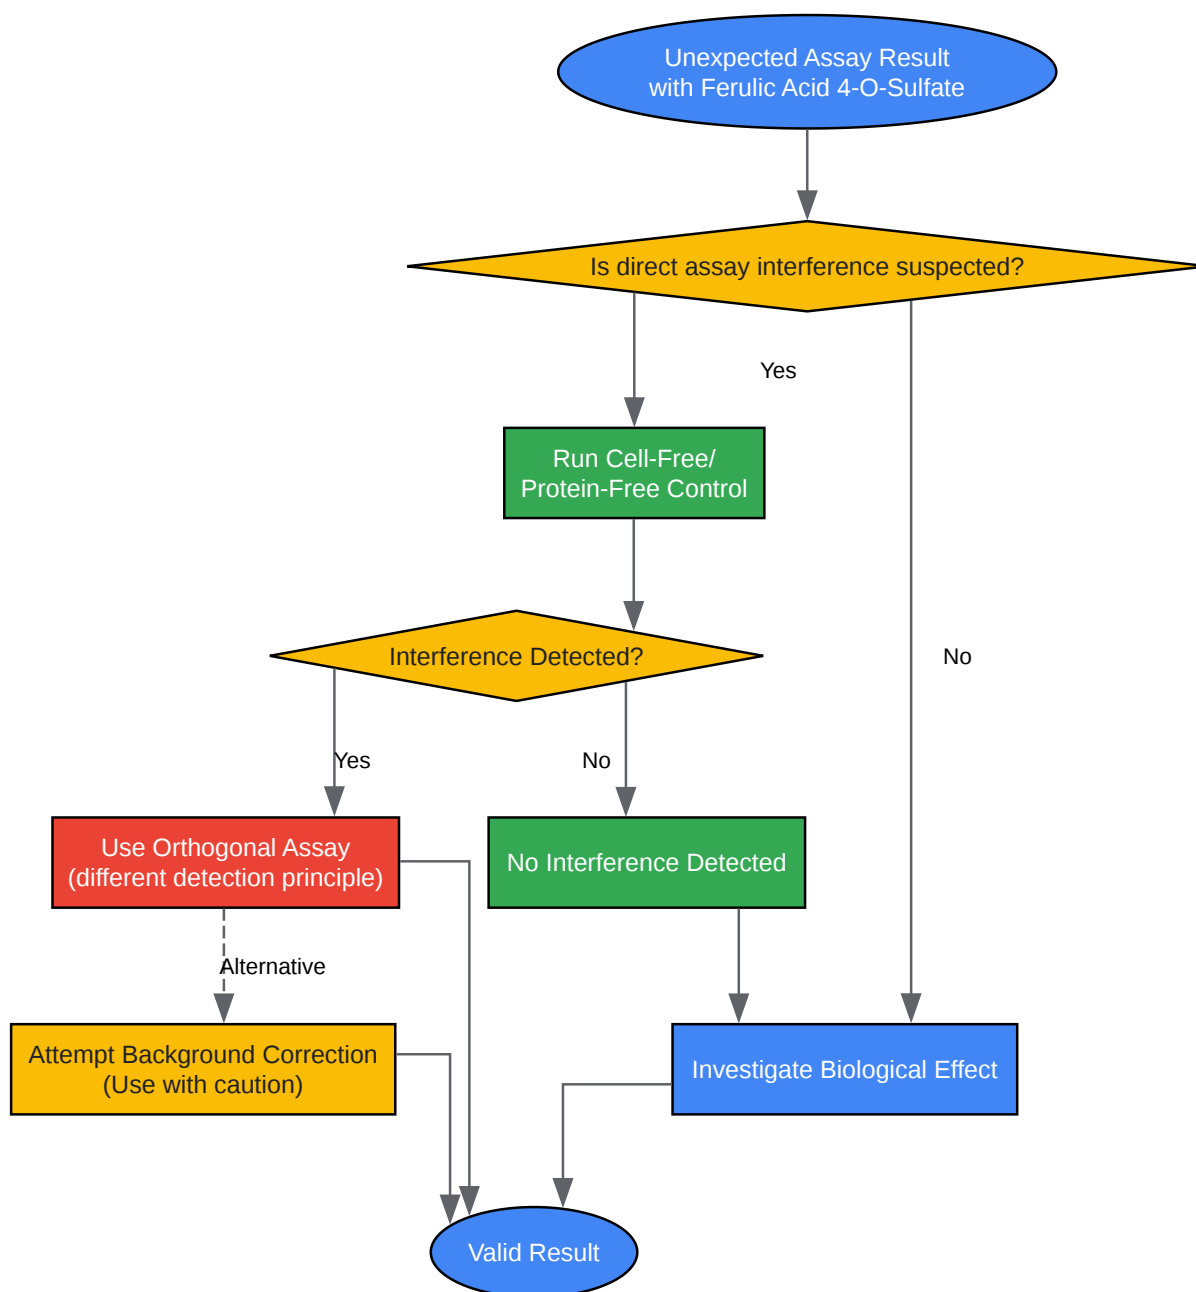 Unexpected Assay Result
with Ferulic Acid 4-O-Sulfate
Is direct assay interference suspected?
Yes
Run Cell-Free/
Protein-Free Control
Interference Detected?
No
Yes
No
Use Orthogonal Assay
(different detection principle)
No Interference Detected
Alternative
Attempt Background Correction
(Use with caution)
Investigate Biological Effect
Valid Result